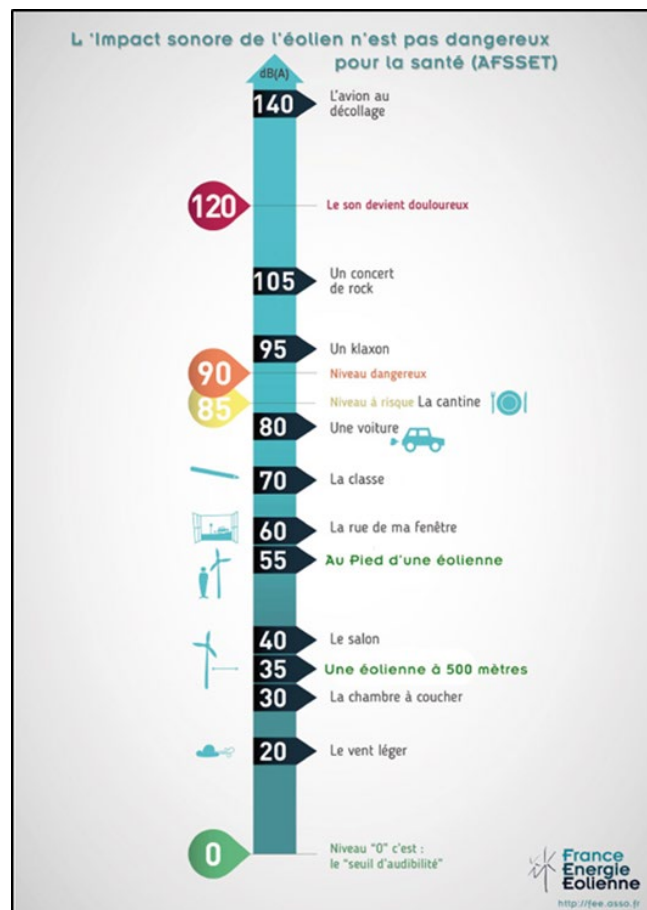 L 'Impact sonore de l'éolien n'est pas dangereux
pour la santé (AFSSET)
dB(A)
140 L'avion au
décollage
120 Le son devient douloureux
105 Un concert
de rock
95 Un klaxon
90 Niveau dangereux
85 Niveau à risque La cantine
80 Une voiture
70 La classe
60 La rue de ma fenêtre
55 Au Pied d'une éolienne
40 Le salon
35 Une éolienne à 500 mètres
30 La chambre à coucher
20 Le vent léger
0 Niveau "0" c'est :
le "seuil d'audibilité"
France
Energie
Eolienne
http://fee.asso.fr